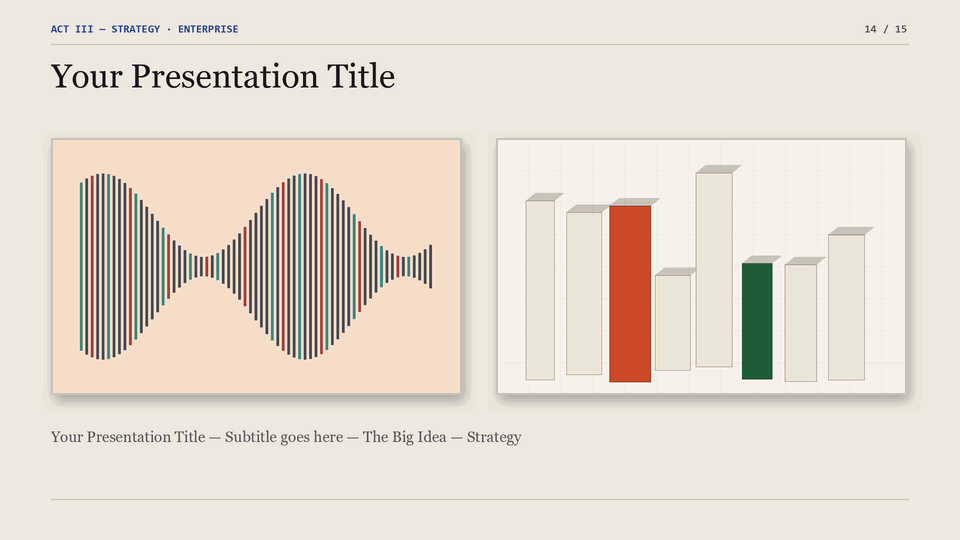 ACT III — STRATEGY · ENTERPRISE
14 / 15
Your Presentation Title
Your Presentation Title — Subtitle goes here — The Big Idea — Strategy